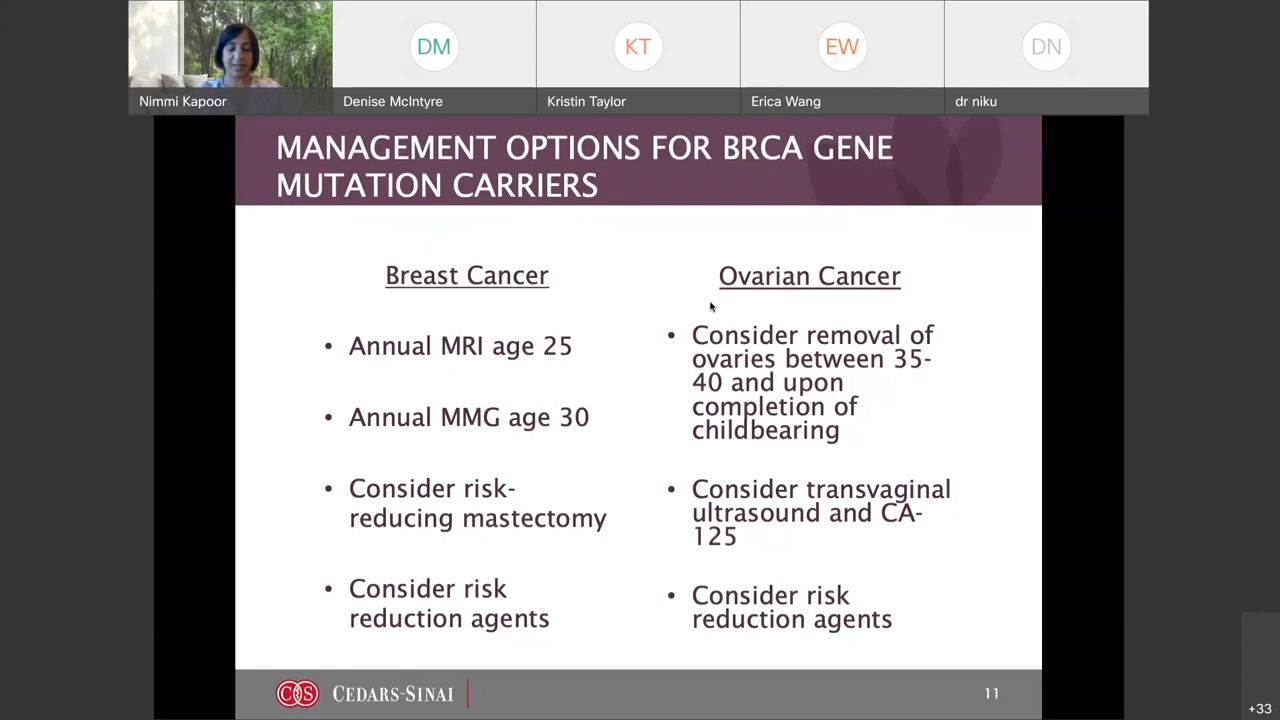 DM
KT
EW
DN
Nimmi Kapoor
Denise McIntyre
Kristin Taylor
Erica Wang
dr niku
MANAGEMENT OPTIONS FOR BRCA GENE
MUTATION CARRIERS
Breast Cancer
• Annual MRI age 25
• Annual MMG age 30
• Consider risk-
reducing mastectomy
• Consider risk
reduction agents
Ovarian Cancer
• Consider removal of
ovaries between 35-
40 and upon
completion of
childbearing
• Consider transvaginal
ultrasound and CA-
125
• Consider risk
reduction agents
CS
CEDARS-SINAI
11
+33